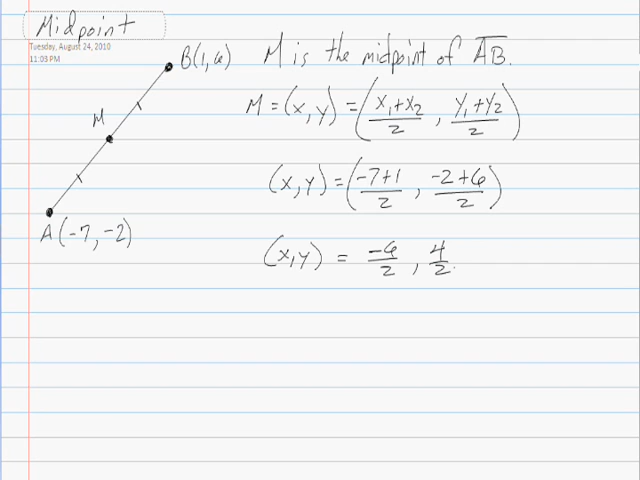 Midpoint
Tuesday, August 24, 2010
11:03 PM
B(1,6) M is the midpoint of AB.
M
M = (x,y) = (x₁+x₂/2, y₁+y₂/2)
(x,y) = (-7+1/2, -2+6/2)
A(-7,-2)
(x,y) = -6/2, 4/2